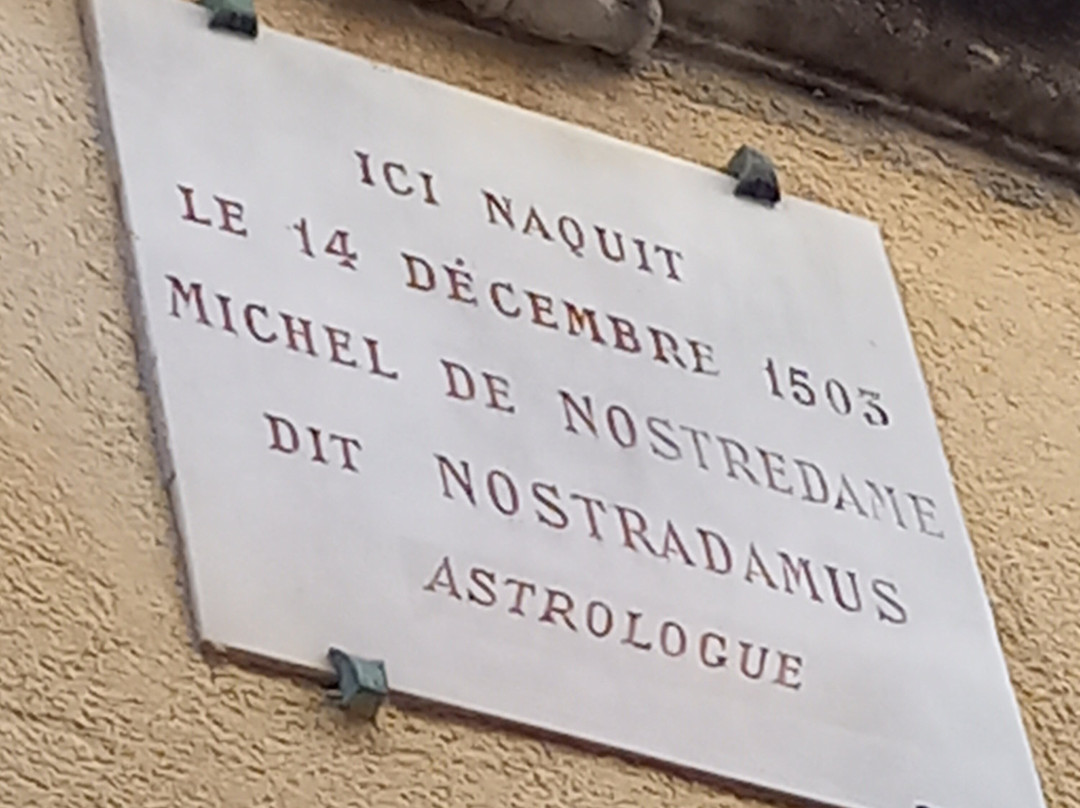 ICI NAQUIT
LE 14 DÉCEMBRE 1503
MICHEL DE NOSTREDAME
DIT NOSTRADAMUS
ASTROLOGUE